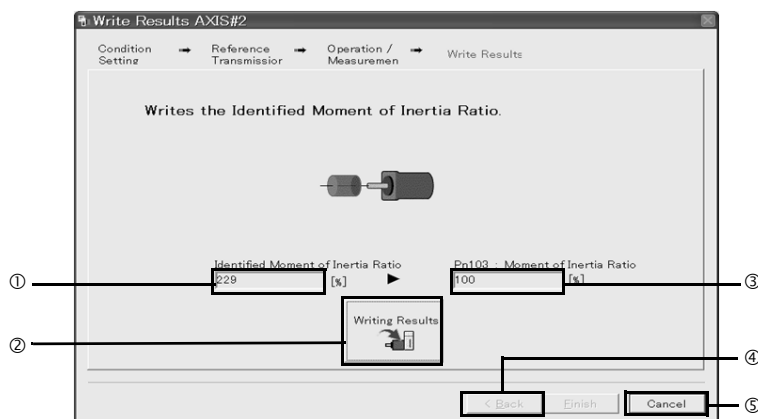 Write Results AXIS#2
Condition Setting ➡ Reference Transmissior ➡ Operation / Measuremen ➡ Write Results
Writes the Identified Moment of Inertia Ratio.
Identified Moment of Inertia Ratio
Pn103 : Moment of Inertia Ratio
① 229 [%] ► 100 [%] ③
Writing Results
②
④
< Back Finish Cancel ⑤